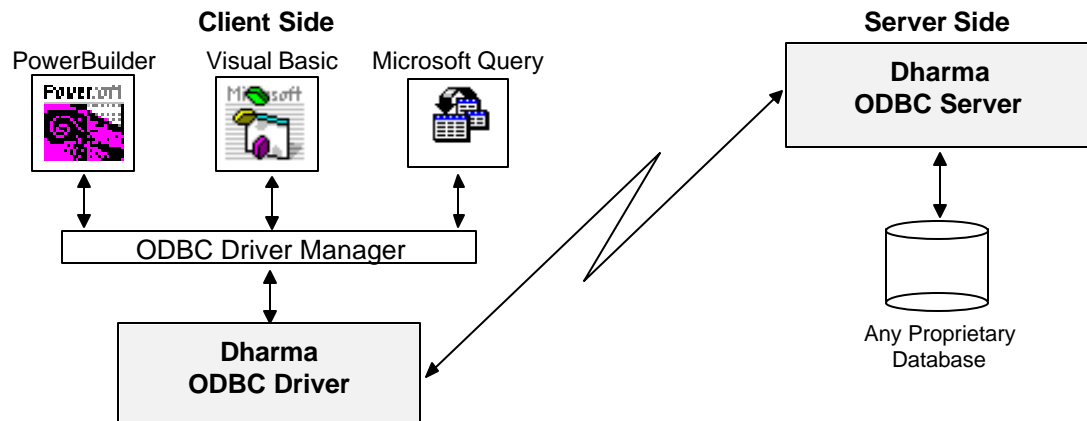 Client Side
Server Side
PowerBuilder
Visual Basic
Microsoft Query
Dharma
ODBC Server
ODBC Driver Manager
Dharma
ODBC Driver
Any Proprietary
Database